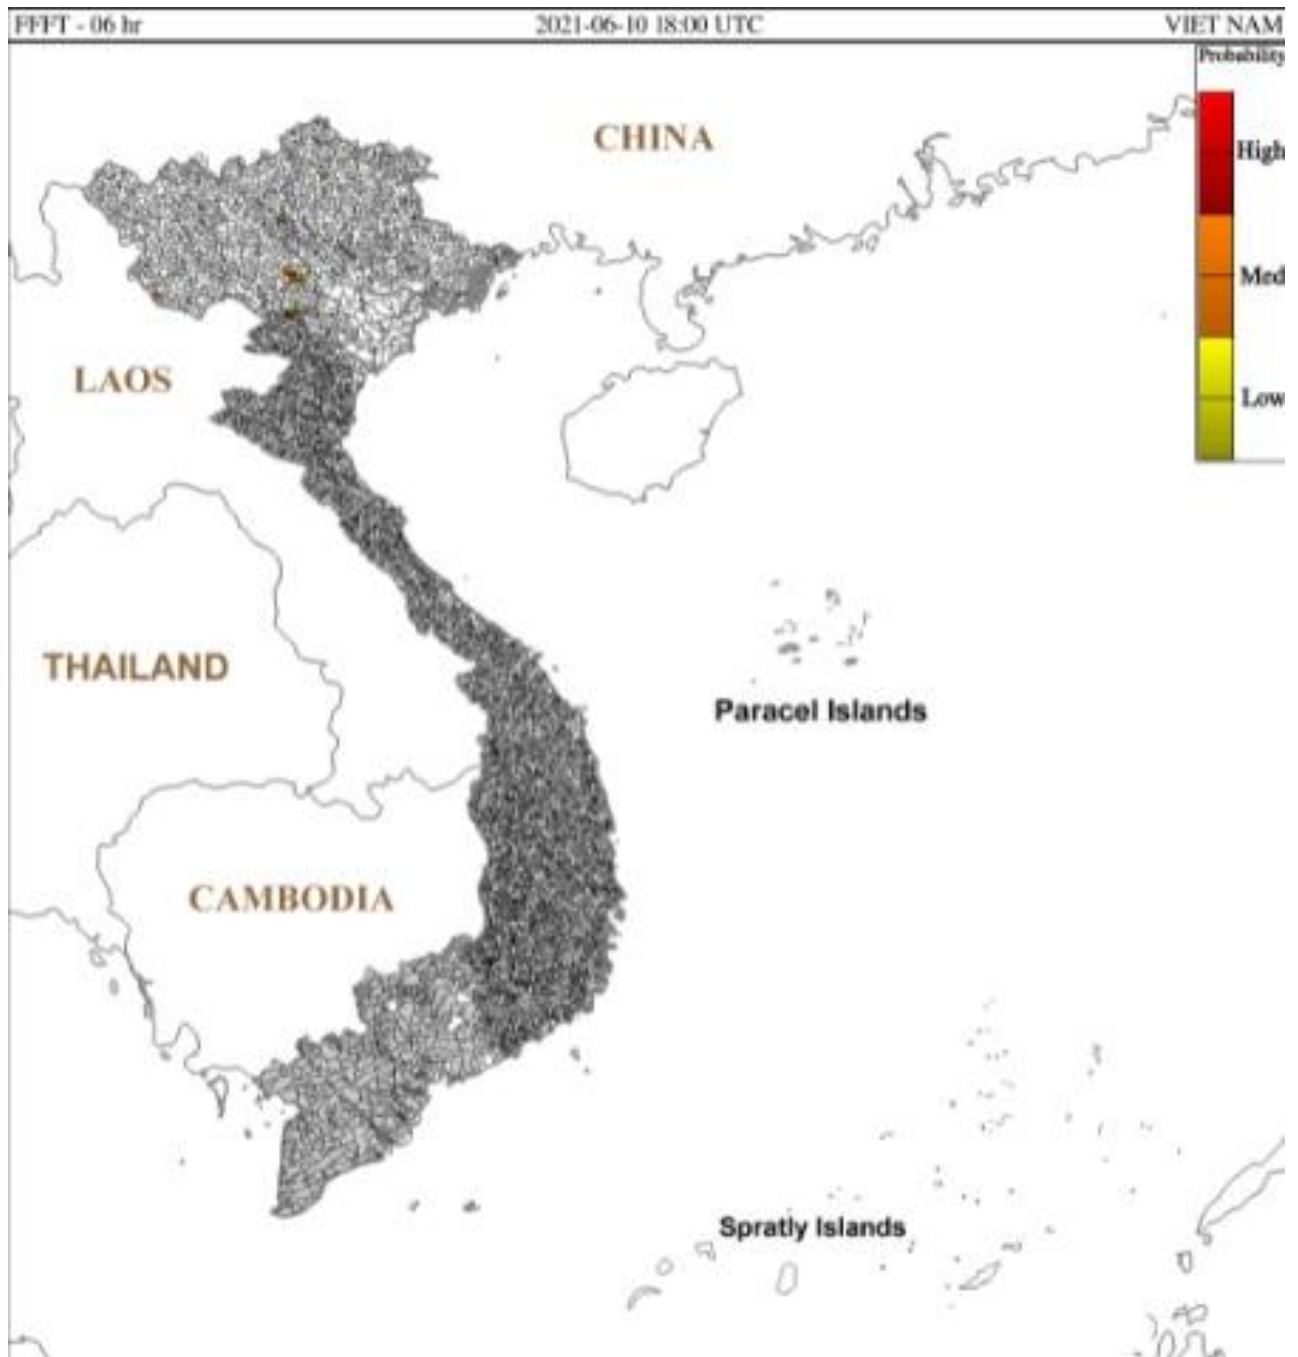 FFFT - 06 hr 2021-06-10 18:00 UTC VIET NAM
Probability
CHINA
High
Med
LAOS
Low
THAILAND
Paracel Islands
CAMBODIA
Spratly Islands